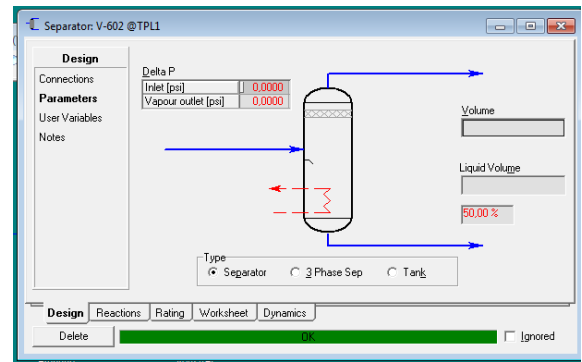 Separator: V-602 @TPL1
Design
Connections
Parameters
User Variables
Notes
Delta P
Inlet [psi] 0,0000
Vapour outlet [psi] 0,0000
Volume
Liquid Volume
50,00 %
Type
Separator 3 Phase Sep Tank
Design Reactions Rating Worksheet Dynamics
Delete OK Ignored